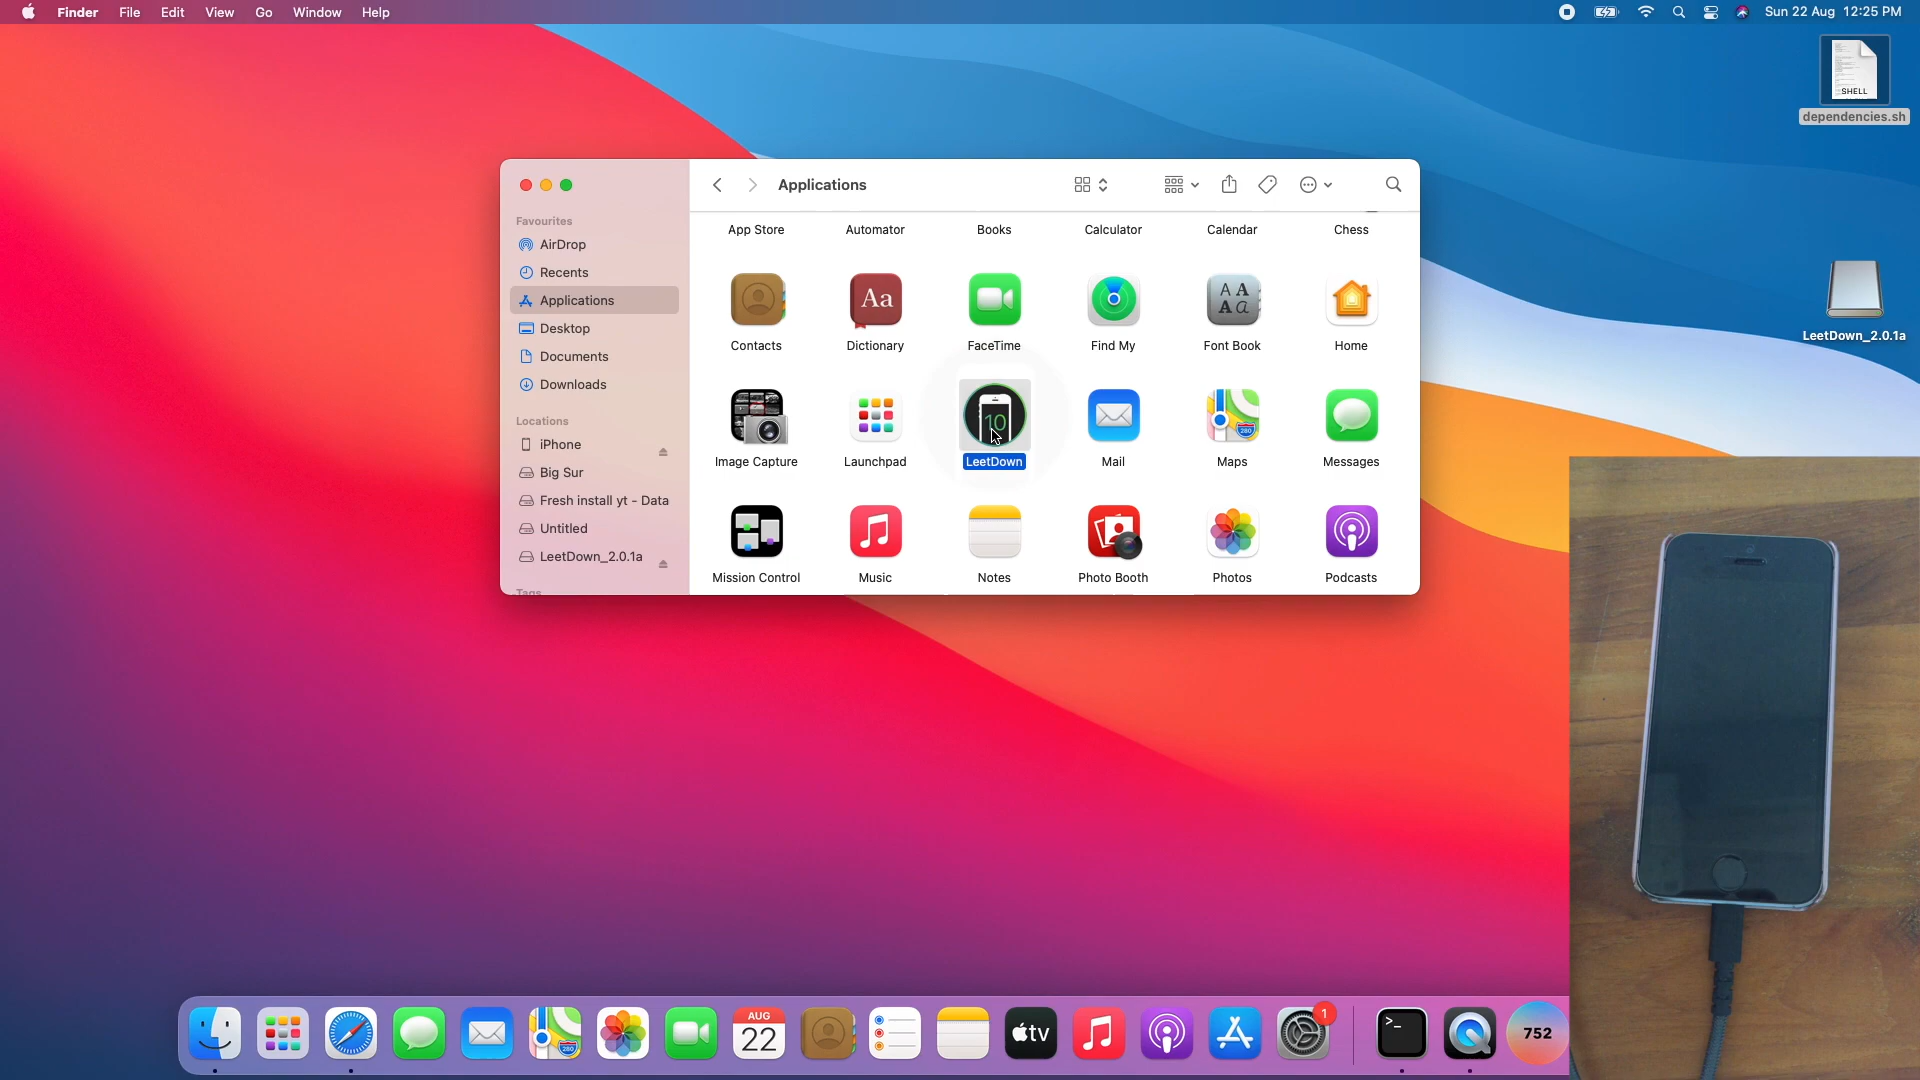 Finder File Edit View Go Window Help
Sun 22 Aug 12:25 PM
SHELL
dependencies.sh
LeetDown_2.0.1a
Applications
Favourites
AirDrop
Recents
Applications
Desktop
Documents
Downloads
Locations
iPhone
Big Sur
Fresh install yt - Data
Untitled
LeetDown_2.0.1a
Tags
App Store Automator Books Calculator Calendar Chess
Aa
A A
A a
Contacts Dictionary FaceTime Find My Font Book Home
10
280
Image Capture Launchpad LeetDown Mail Maps Messages
Mission Control Music Notes Photo Booth Photos Podcasts
280
AUG
22
tv
1
>_
752